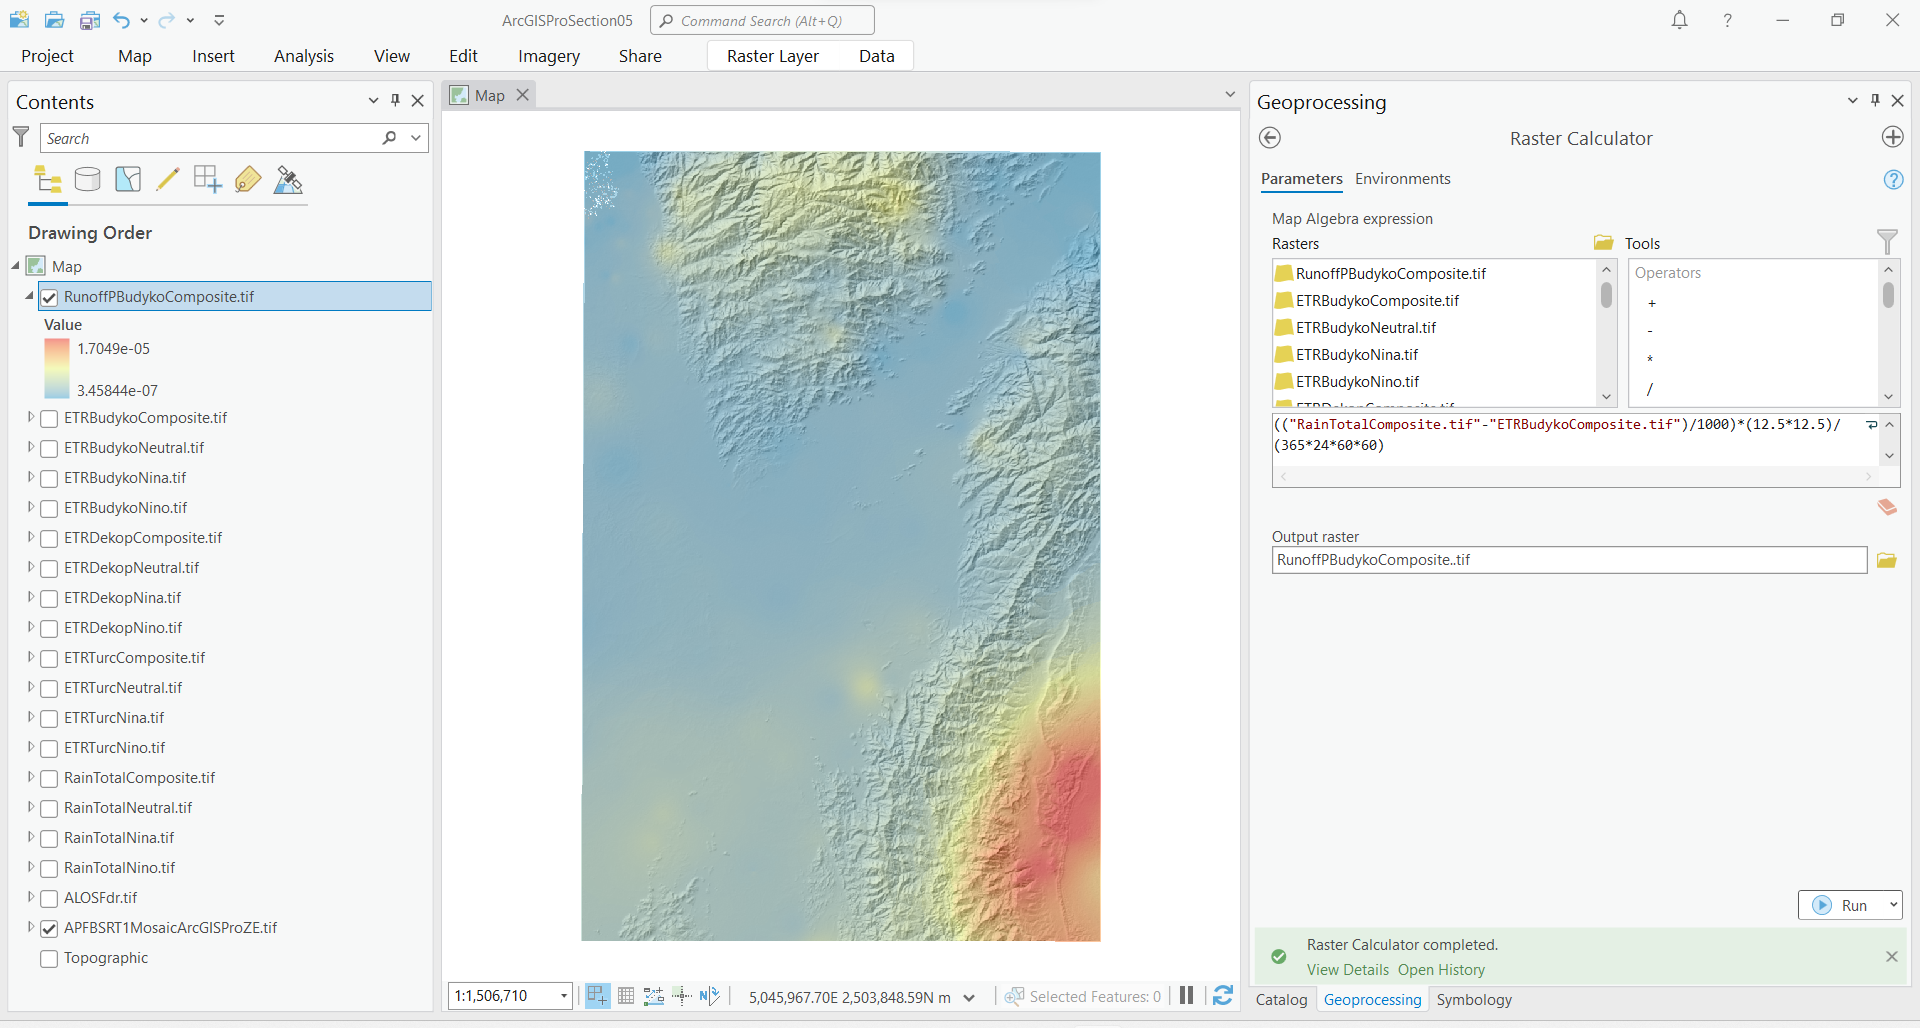 ArcGISProSection05
Command Search (Alt+Q)
?
Project Map Insert Analysis View Edit Imagery Share Raster Layer Data
Contents
Search
Drawing Order
Map
RunoffPBudykoComposite.tif
Value
1.7049e-05
3.45844e-07
ETRBudykoComposite.tif
ETRBudykoNeutral.tif
ETRBudykoNina.tif
ETRBudykoNino.tif
ETRDekopComposite.tif
ETRDekopNeutral.tif
ETRDekopNina.tif
ETRDekopNino.tif
ETRTurcComposite.tif
ETRTurcNeutral.tif
ETRTurcNina.tif
ETRTurcNino.tif
RainTotalComposite.tif
RainTotalNeutral.tif
RainTotalNina.tif
RainTotalNino.tif
ALOSFdr.tif
APFBSRT1MosaicArcGISProZE.tif
Topographic
Map
1:1,506,710
5,045,967.70E 2,503,848.59N m
Selected Features: 0
Geoprocessing
Raster Calculator
Parameters Environments
?
Map Algebra expression
Rasters
RunoffPBudykoComposite.tif
ETRBudykoComposite.tif
ETRBudykoNeutral.tif
ETRBudykoNina.tif
ETRBudykoNino.tif
ETRDekopComposite.tif
Tools
Operators
+
-
*
/
(("RainTotalComposite.tif"-"ETRBudykoComposite.tif")/1000)*(12.5*12.5)/
(365*24*60*60)
Output raster
RunoffPBudykoComposite..tif
Run
Raster Calculator completed.
View Details Open History
Catalog Geoprocessing Symbology